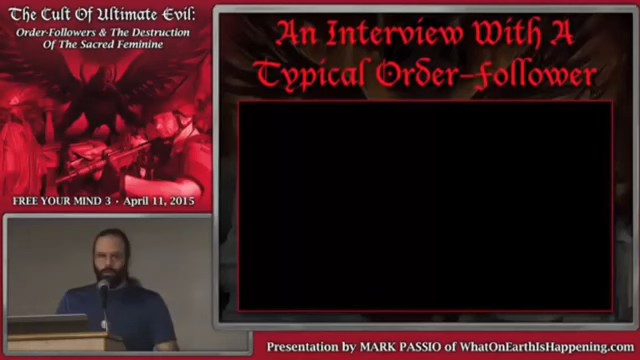 The Cult Of Ultimate Evil:
Order-Followers & The Destruction
Of The Sacred Feminine
FREE YOUR MIND 3 • April 11, 2015
An Interview With A
Typical Order-Follower
Presentation by MARK PASSIO of WhatOnEarthIsHappening.com